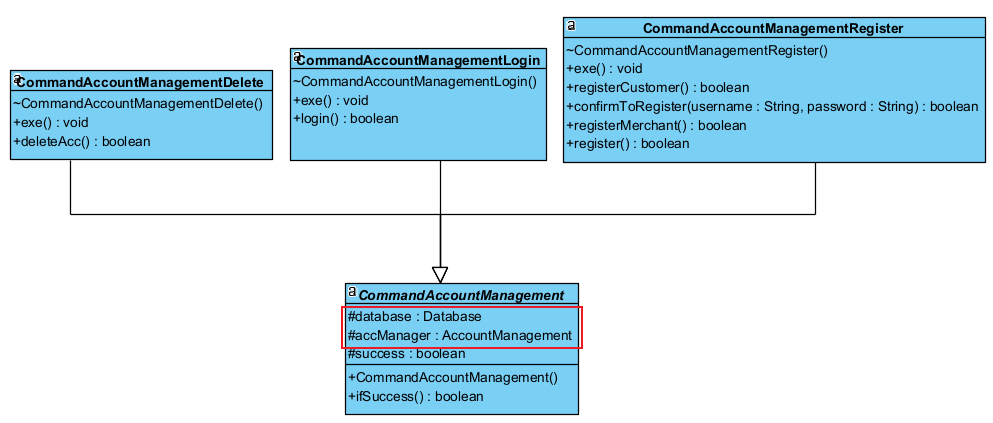 a
CommandAccountManagementDelete
~CommandAccountManagementDelete()
+exe() : void
+deleteAcc() : boolean
a
CommandAccountManagementLogin
~CommandAccountManagementLogin()
+exe() : void
+login() : boolean
a
CommandAccountManagementRegister
~CommandAccountManagementRegister()
+exe() : void
+registerCustomer() : boolean
+confirmToRegister(username : String, password : String) : boolean
+registerMerchant() : boolean
+register() : boolean
a
CommandAccountManagement
#database : Database
#accManager : AccountManagement
#success : boolean
+CommandAccountManagement()
+ifSuccess() : boolean